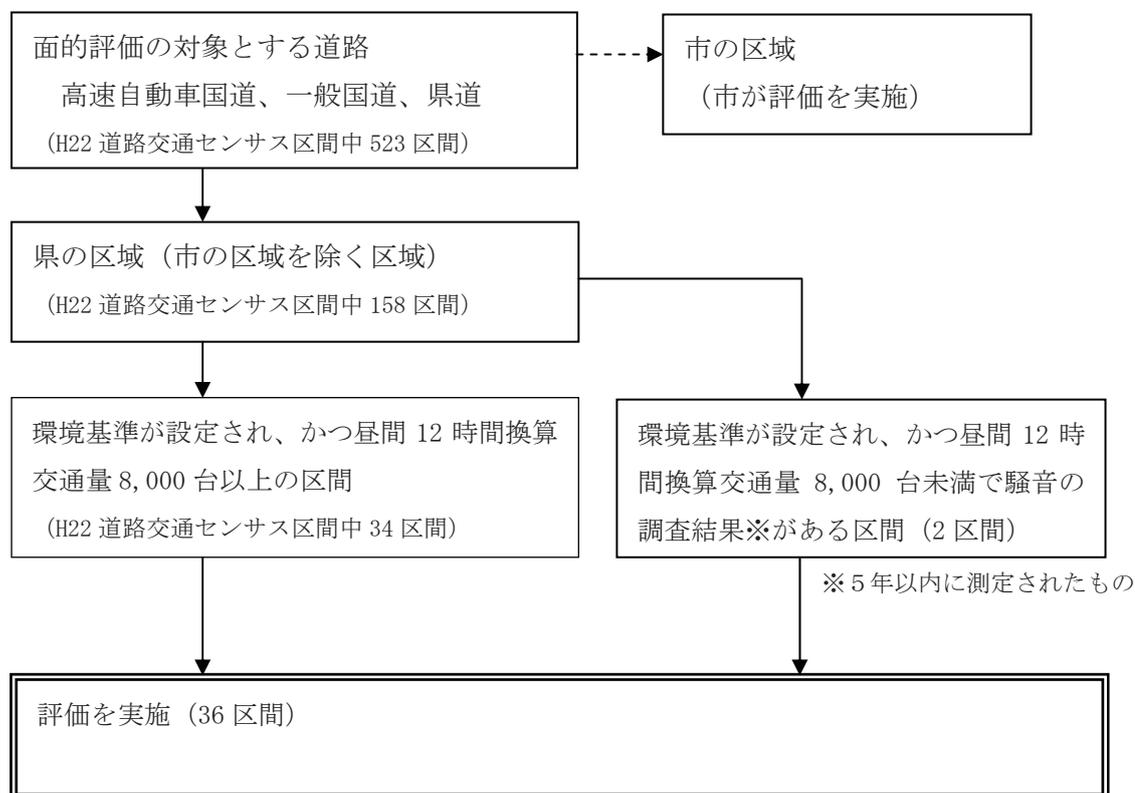 面的評価の対象とする道路
高速自動車国道、一般国道、県道
（H22 道路交通センサス区間中 523 区間）
市の区域
（市が評価を実施）
県の区域（市の区域を除く区域）
（H22 道路交通センサス区間中 158 区間）
環境基準が設定され、かつ昼間 12 時間換算
交通量 8,000 台以上の区間
（H22 道路交通センサス区間中 34 区間）
環境基準が設定され、かつ昼間 12 時
間換算交通量 8,000 台未満で騒音の
調査結果※がある区間（2 区間）
※５年以内に測定されたもの
評価を実施（36 区間）